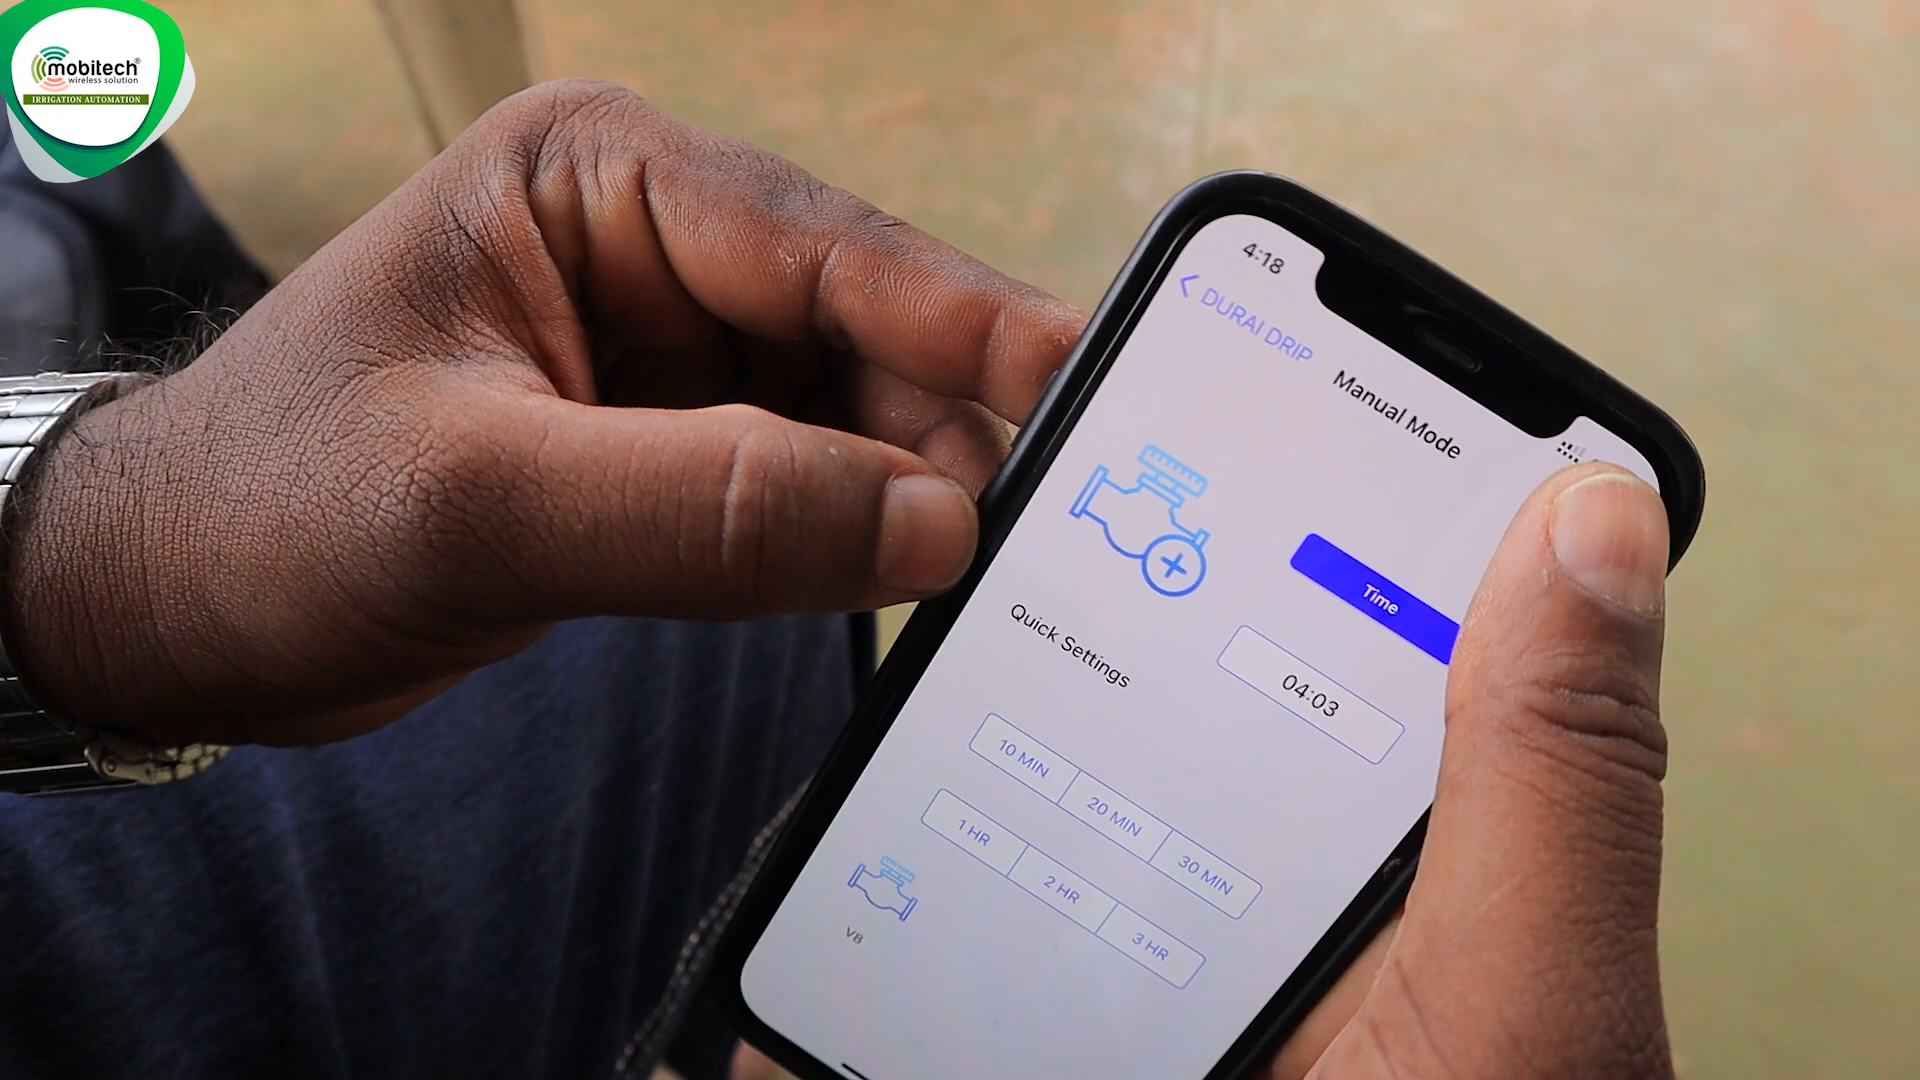 mobitech®
wireless solution
IRRIGATION AUTOMATION
4:18
DURAI DRIP
Manual Mode
Time
04:03
Quick Settings
10 MIN
20 MIN
30 MIN
1 HR
2 HR
3 HR
V8